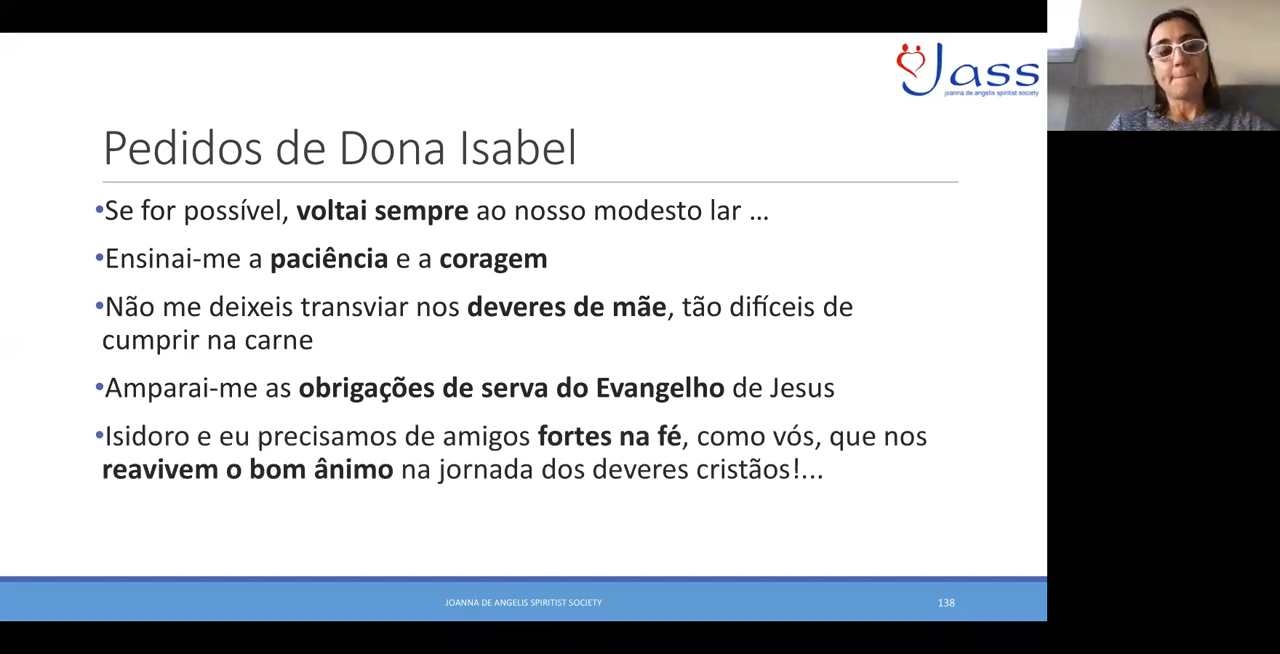 Jass
joanna de angelis spiritist society
Pedidos de Dona Isabel
•Se for possível, voltai sempre ao nosso modesto lar ...
•Ensinai-me a paciência e a coragem
•Não me deixeis transviar nos deveres de mãe, tão difíceis de
cumprir na carne
•Amparai-me as obrigações de serva do Evangelho de Jesus
•Isidoro e eu precisamos de amigos fortes na fé, como vós, que nos
reavivem o bom ânimo na jornada dos deveres cristãos!...
JOANNA DE ANGELIS SPIRITIST SOCIETY
138